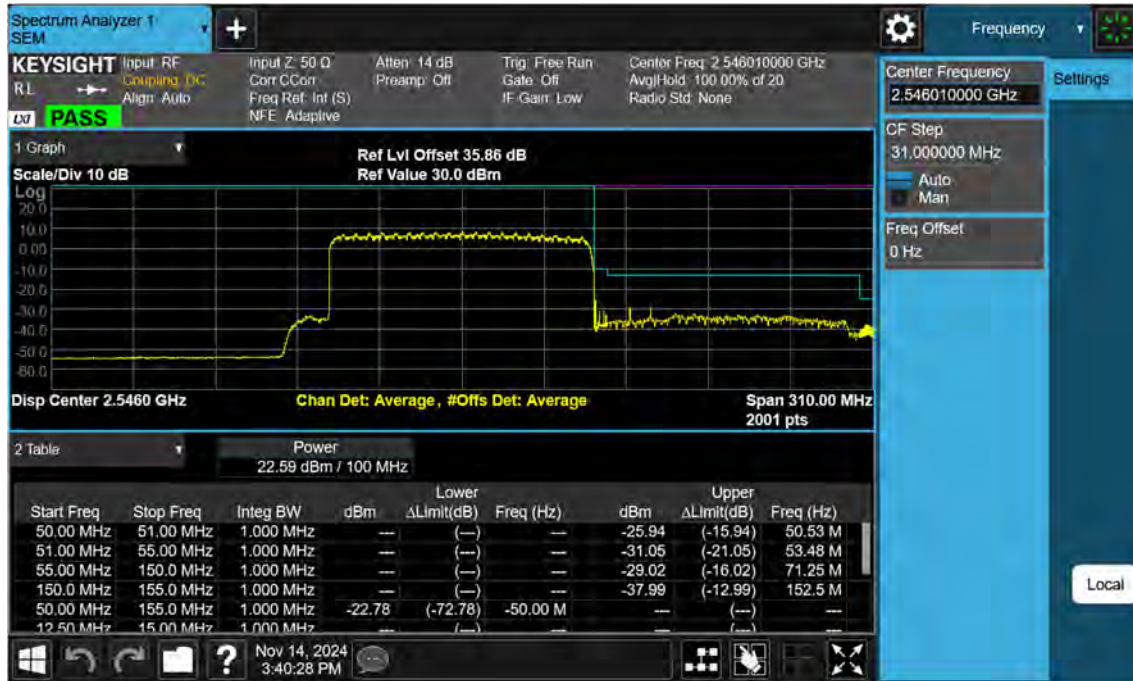 Spectrum Analyzer 1
SEM
+
Frequency
KEYSIGHT
RL
LXI
PASS
Input: RF
Coupling: DC
Align: Auto
Input Z: 50 Ω
Corr CCorr
Freq Ref: Int (S)
NFE: Adaptive
Atten: 14 dB
Preamp: Off
Trig: Free Run
Gate: Off
IF Gain: Low
Center Freq: 2.546010000 GHz
Avg|Hold: 100.00% of 20
Radio Std: None
Center Frequency
2.546010000 GHz
Settings
CF Step
31.000000 MHz
Auto
Man
Freq Offset
0 Hz
1 Graph
Scale/Div 10 dB
Ref Lvl Offset 35.86 dB
Ref Value 30.0 dBm
Log
20.0
10.0
0.00
-10.0
-20.0
-30.0
-40.0
-50.0
-60.0
Disp Center 2.5460 GHz
Chan Det: Average, #Offs Det: Average
Span 310.00 MHz
2001 pts
2 Table
Power
22.59 dBm / 100 MHz
Lower Upper
Start Freq Stop Freq Integ BW dBm ΔLimit(dB) Freq (Hz) dBm ΔLimit(dB) Freq (Hz)
50.00 MHz 51.00 MHz 1.000 MHz --- (---) --- -25.94 (-15.94) 50.53 M
51.00 MHz 55.00 MHz 1.000 MHz --- (---) --- -31.05 (-21.05) 53.48 M
55.00 MHz 150.0 MHz 1.000 MHz --- (---) --- -29.02 (-16.02) 71.25 M
150.0 MHz 155.0 MHz 1.000 MHz --- (---) --- -37.99 (-12.99) 152.5 M
50.00 MHz 155.0 MHz 1.000 MHz -22.78 (-72.78) -50.00 M --- (---) ---
12.50 MHz 15.00 MHz 1.000 MHz --- (---) --- --- (---) ---
Local
?
Nov 14, 2024
3:40:28 PM